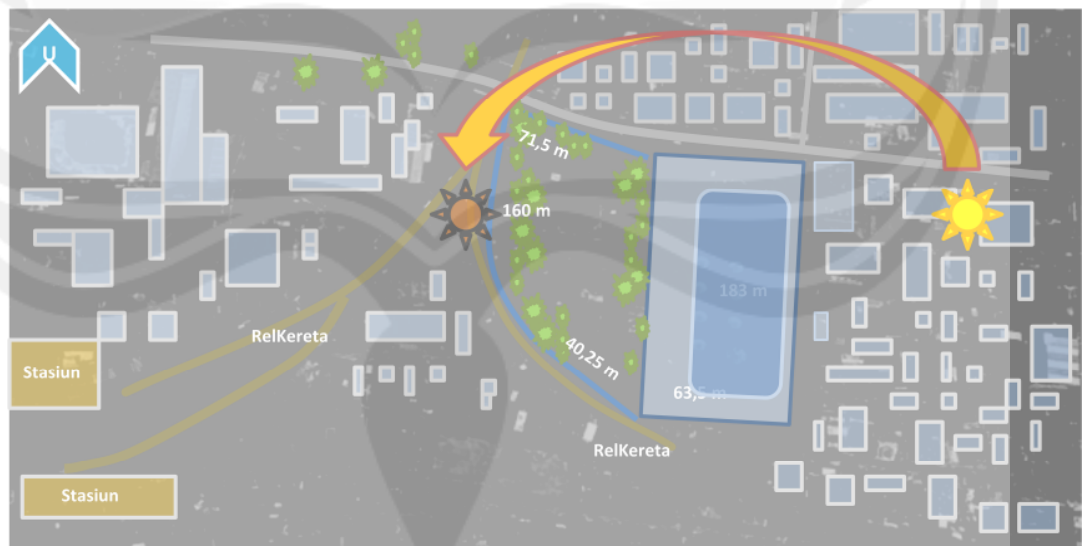 U
71,5 m
160 m
183 m
RelKereta
40,25 m
Stasiun
63,5 m
RelKereta
Stasiun